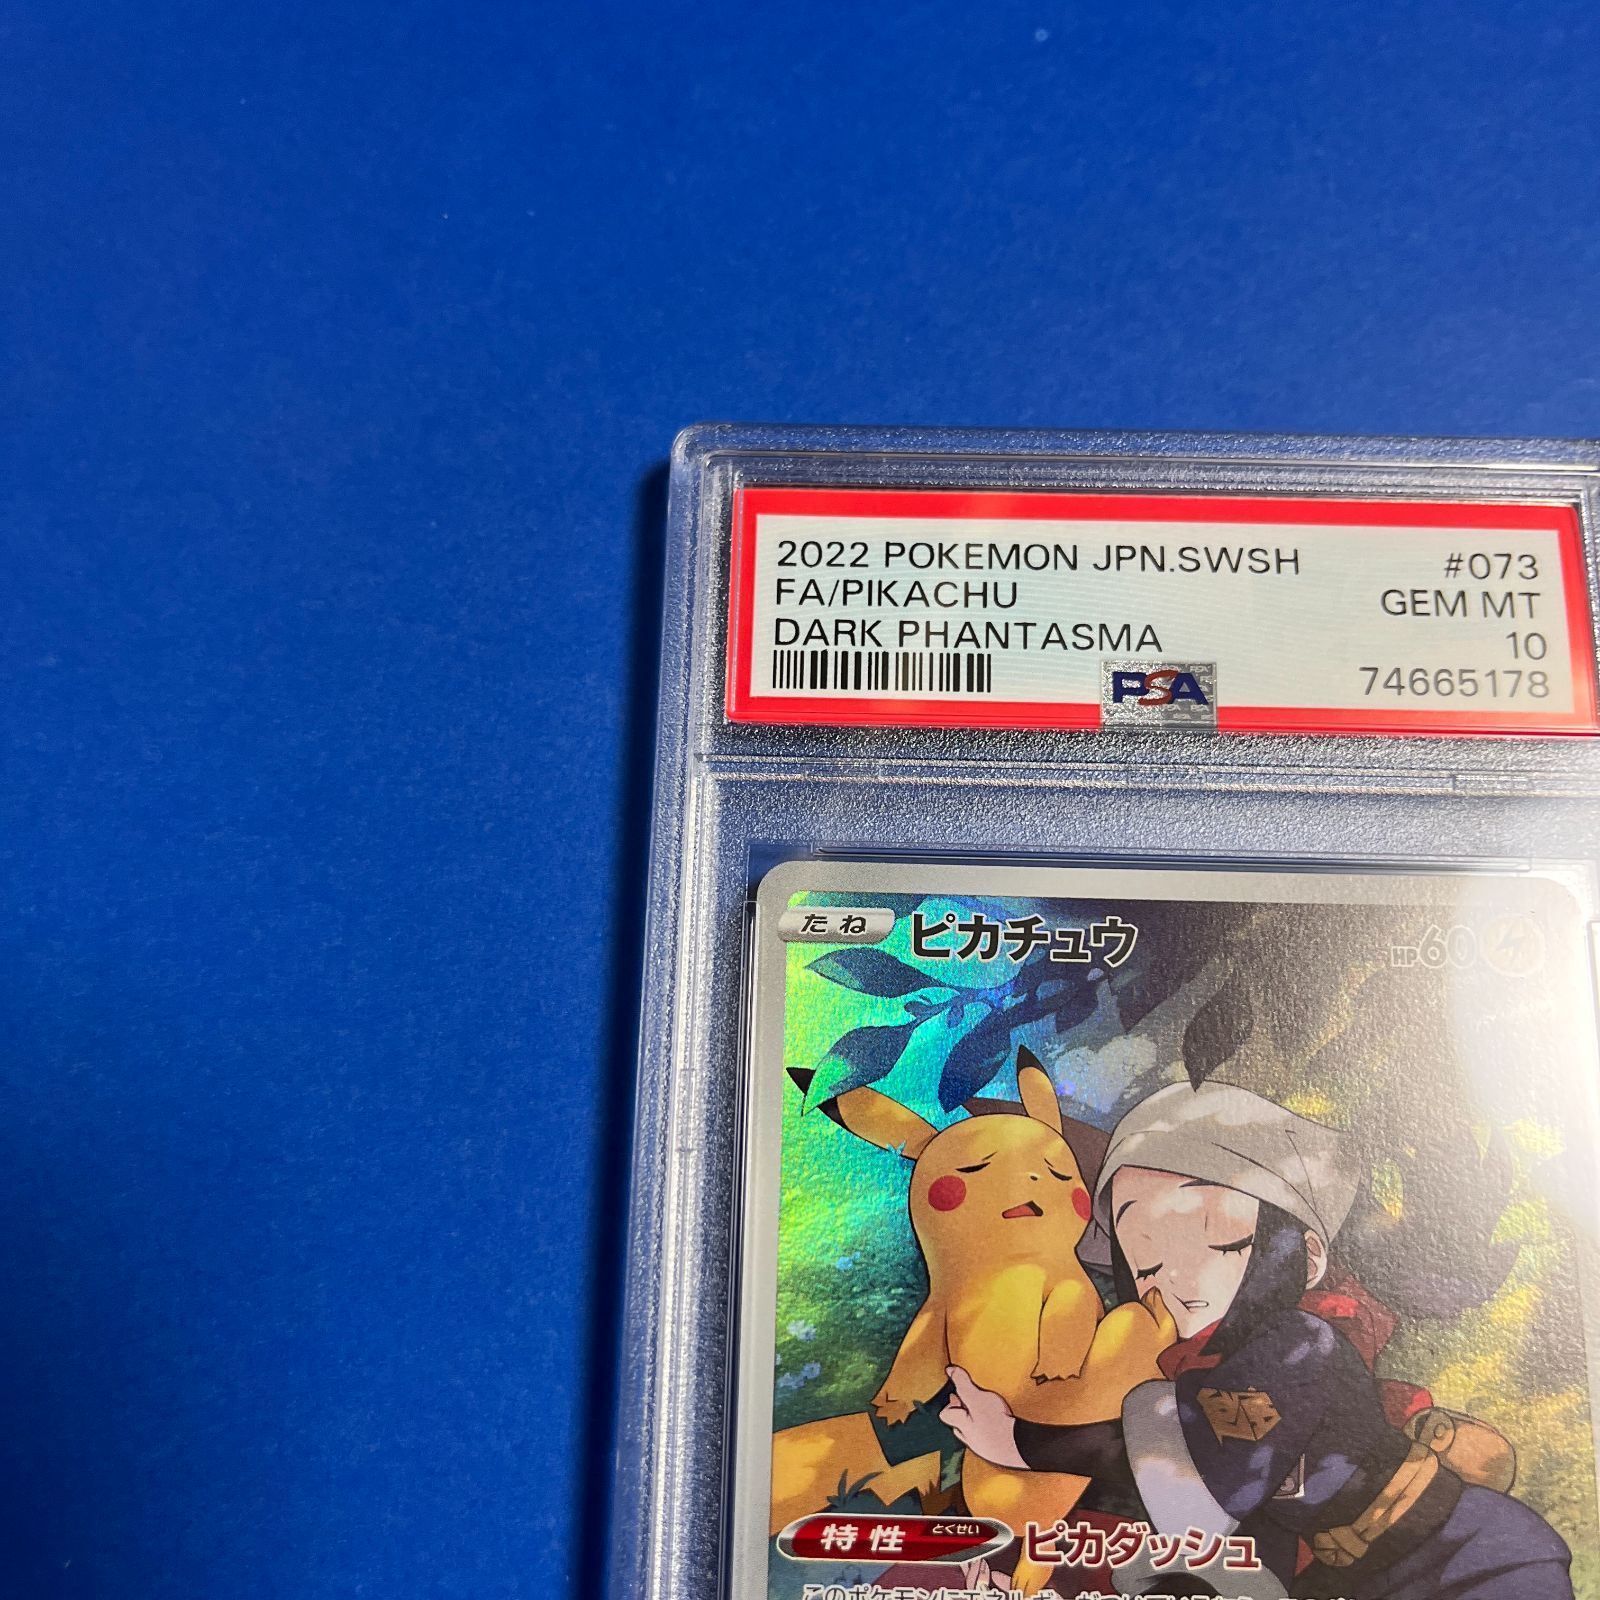 2022 POKEMON JPN.SWSH #073
FA/PIKACHU GEM MT
DARK PHANTASMA 10
PSA 74665178
たね ピカチュウ HP60
特性 とくせい ピカダッシュ